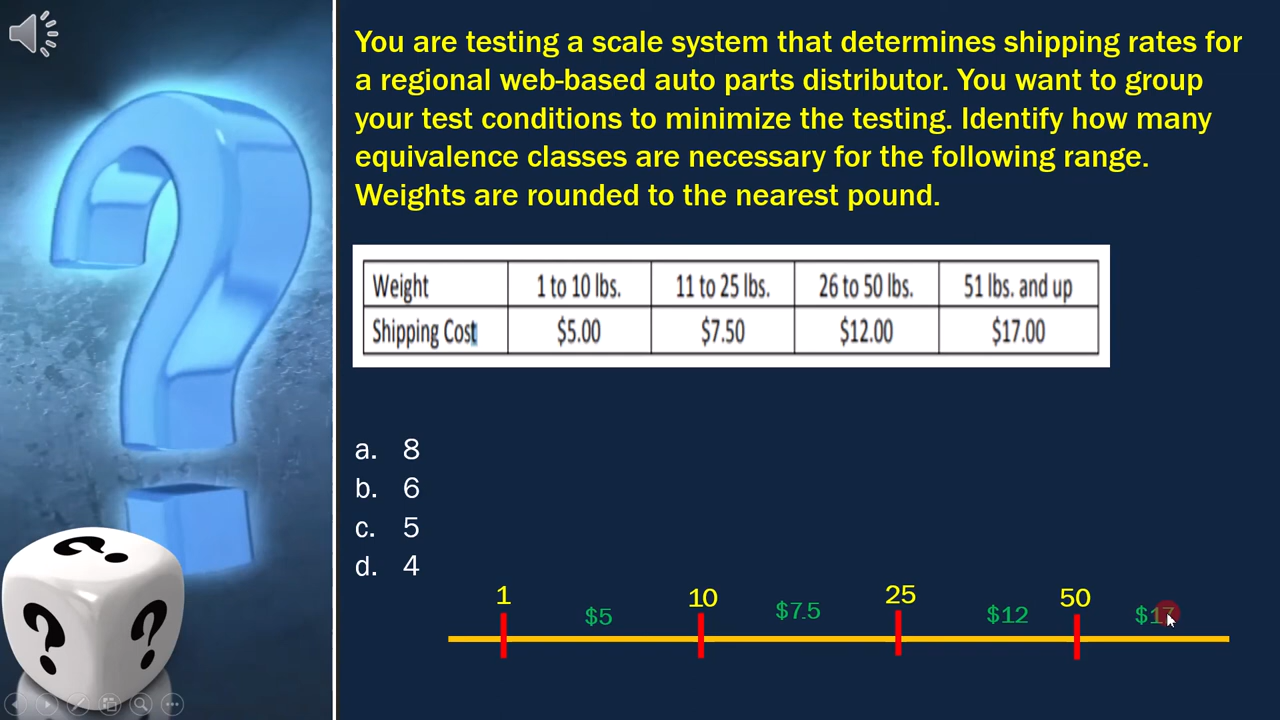 You are testing a scale system that determines shipping rates for
a regional web-based auto parts distributor. You want to group
your test conditions to minimize the testing. Identify how many
equivalence classes are necessary for the following range.
Weights are rounded to the nearest pound.
Weight 1 to 10 lbs. 11 to 25 lbs. 26 to 50 lbs. 51 lbs. and up
Shipping Cost $5.00 $7.50 $12.00 $17.00
a. 8
b. 6
c. 5
d. 4
1 10 25 50
$5 $7.5 $12 $17
? ? ?